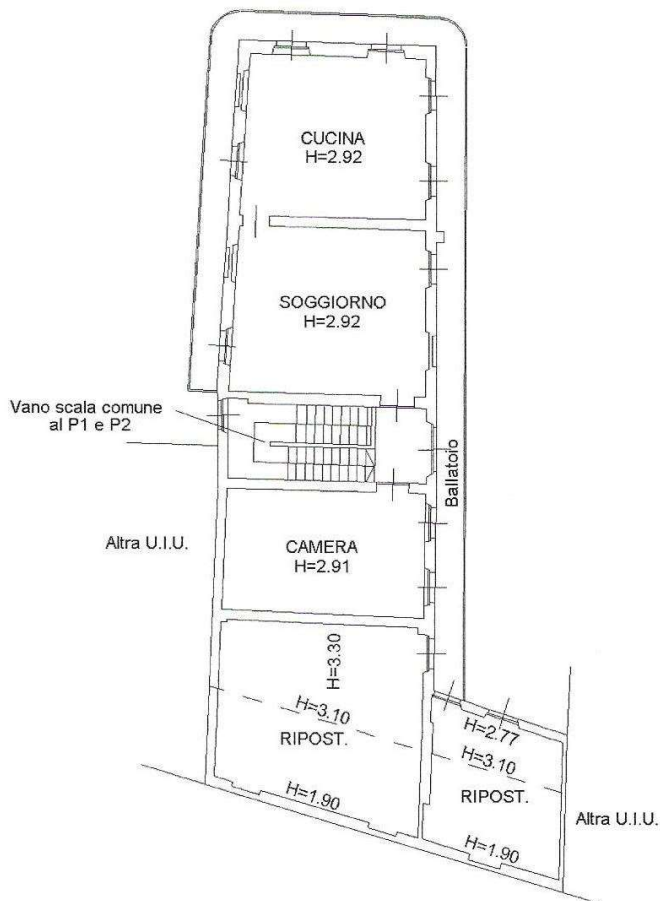 CUCINA
H=2.92
SOGGIORNO
H=2.92
Vano scala comune
al P1 e P2
Ballatoio
Altra U.I.U.
CAMERA
H=2.91
H=3.30
H=3.10
RIPOST.
H=1.90
H=2.77
H=3.10
RIPOST.
H=1.90
Altra U.I.U.